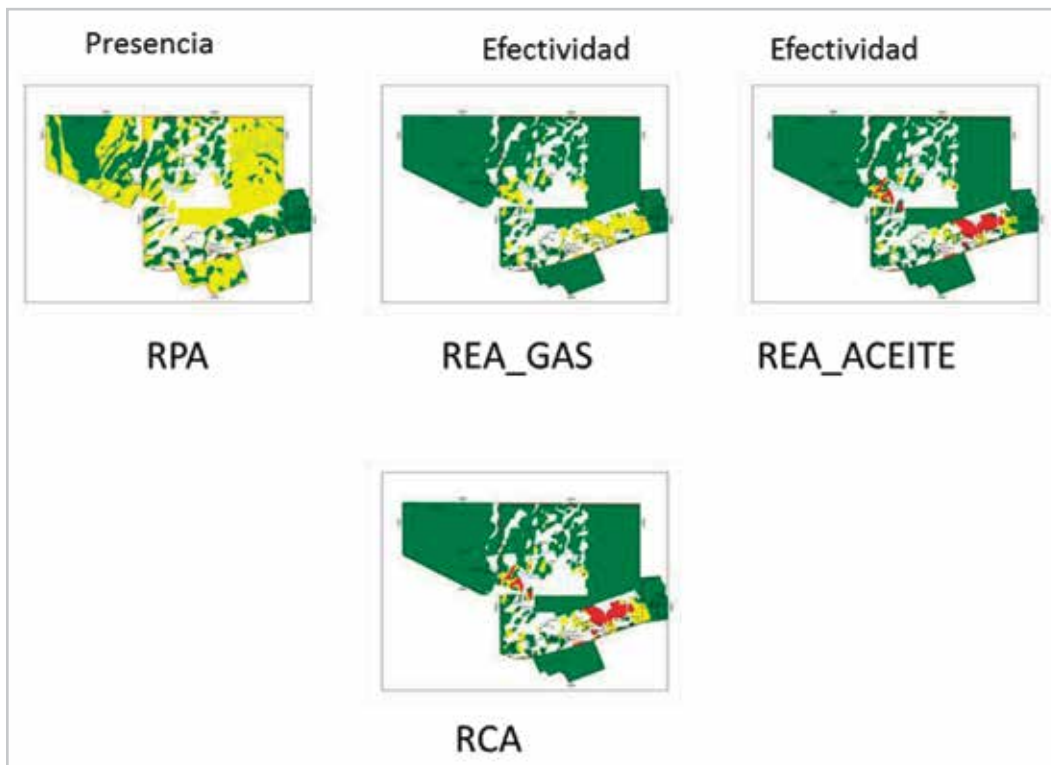 Presencia
Efectividad
Efectividad
RPA
REA_GAS
REA_ACEITE
RCA